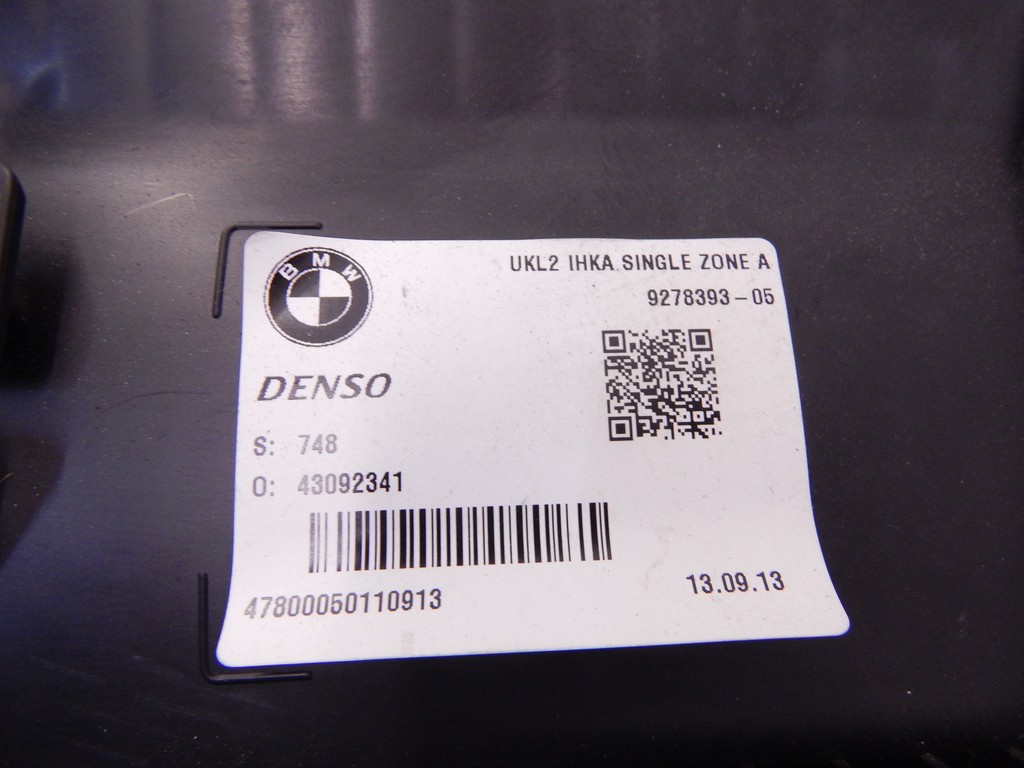 BMW
UKL2 IHKA SINGLE ZONE A
9278393-05
DENSO
S: 748
O: 43092341
47800050110913
13.09.13